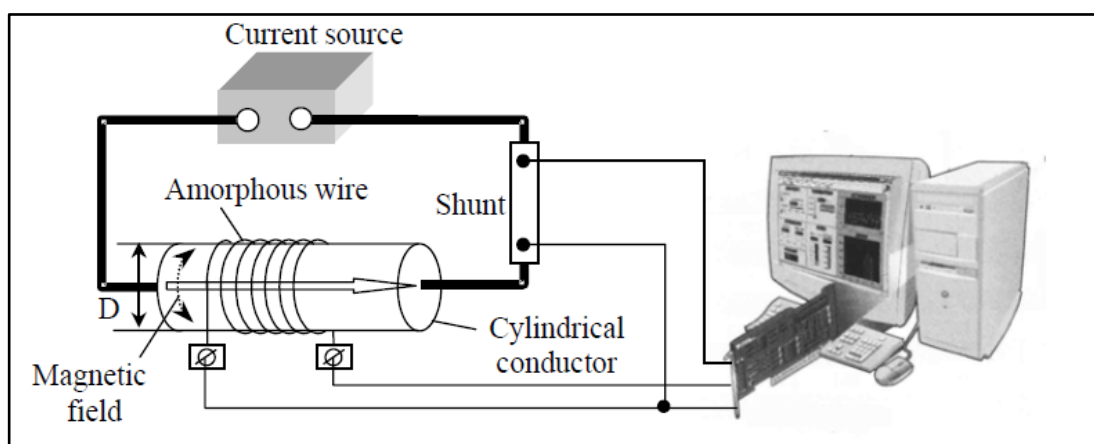 Current source
Amorphous wire
Shunt
D
Magnetic
field
Cylindrical
conductor